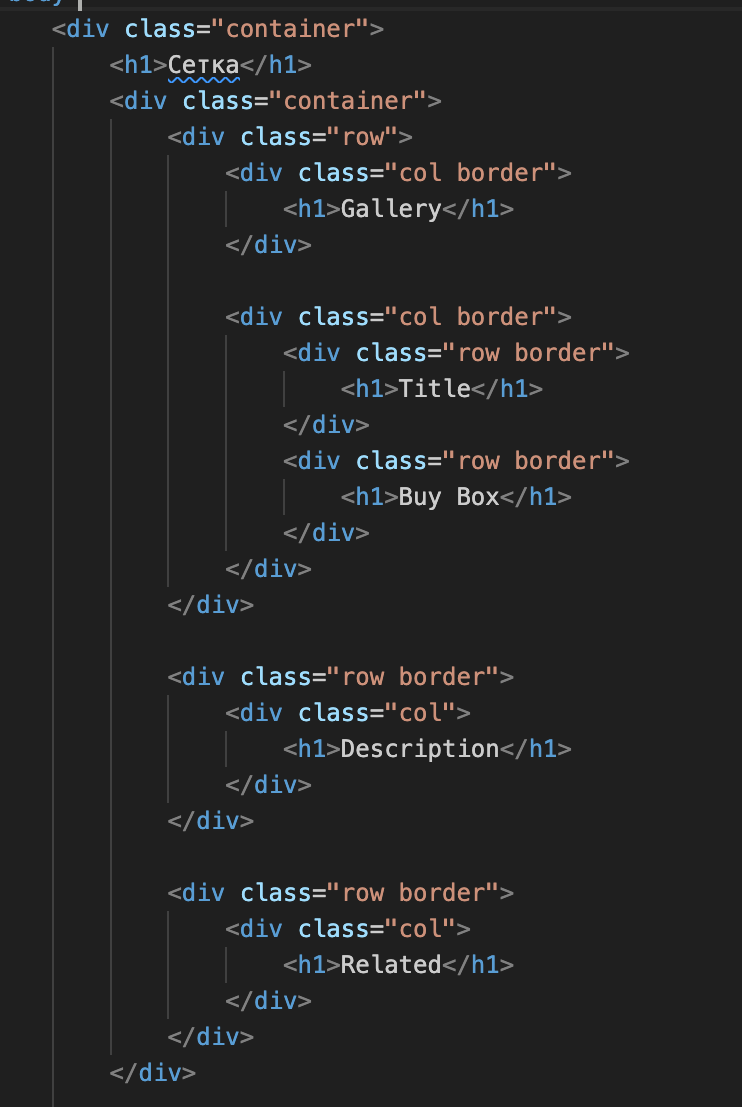 body
<div class="container">
<h1>Сетка</h1>
<div class="container">
<div class="row">
<div class="col border">
<h1>Gallery</h1>
</div>
<div class="col border">
<div class="row border">
<h1>Title</h1>
</div>
<div class="row border">
<h1>Buy Box</h1>
</div>
</div>
</div>
<div class="row border">
<div class="col">
<h1>Description</h1>
</div>
</div>
<div class="row border">
<div class="col">
<h1>Related</h1>
</div>
</div>
</div>